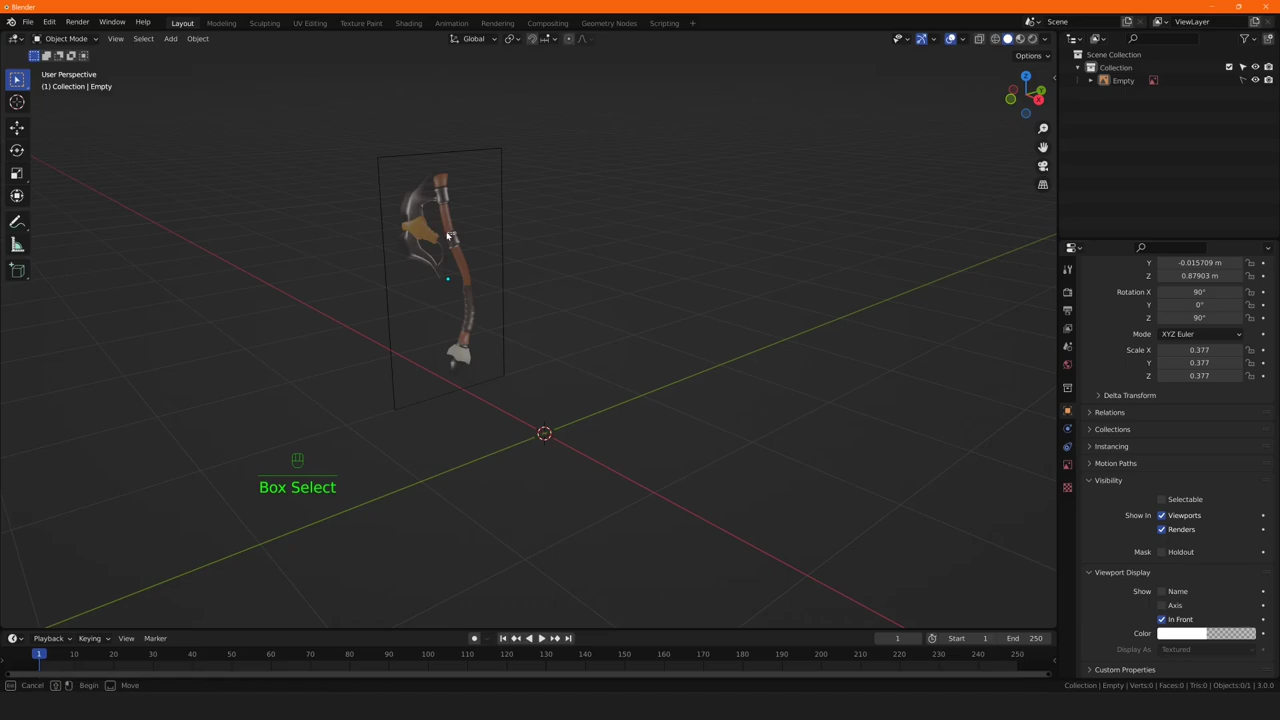 Blender
File Edit Render Window Help
Layout Modeling Sculpting UV Editing Texture Paint Shading Animation Rendering Compositing Geometry Nodes Scripting +
Scene ViewLayer
Object Mode View Select Add Object Global
Options
User Perspective
(1) Collection | Empty
Z
Y
X
Scene Collection
Collection
Empty
Y -0.015709 m
Z 0.87903 m
Rotation X 90°
Y 0°
Z 90°
Mode XYZ Euler
Scale X 0.377
Y 0.377
Z 0.377
Delta Transform
Relations
Collections
Instancing
Motion Paths
Visibility
Selectable
Show In Viewports
Renders
Mask Holdout
Viewport Display
Show Name
Axis
In Front
Color
Display As Textured
Custom Properties
Box Select
Playback Keying View Marker
1 Start 1 End 250
1 10 20 30 40 50 60 70 80 90 100 110 120 130 140 150 160 170 180 190 200 210 220 230 240 250
Cancel Begin Move
Collection | Empty | Verts:0 | Faces:0 | Tris:0 | Objects:0/1 | 3.0.0